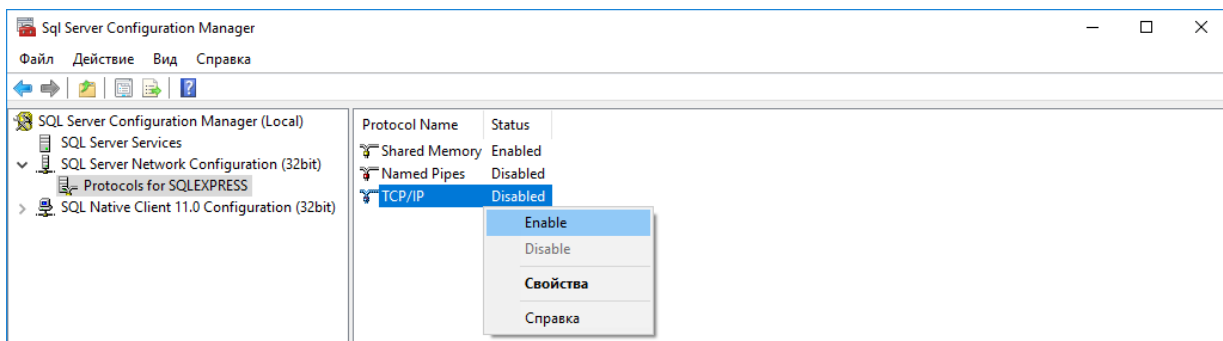 Sql Server Configuration Manager
Файл Действие Вид Справка
SQL Server Configuration Manager (Local)
SQL Server Services
SQL Server Network Configuration (32bit)
Protocols for SQLEXPRESS
SQL Native Client 11.0 Configuration (32bit)
Protocol Name Status
Shared Memory Enabled
Named Pipes Disabled
TCP/IP Disabled
Enable
Disable
Свойства
Справка